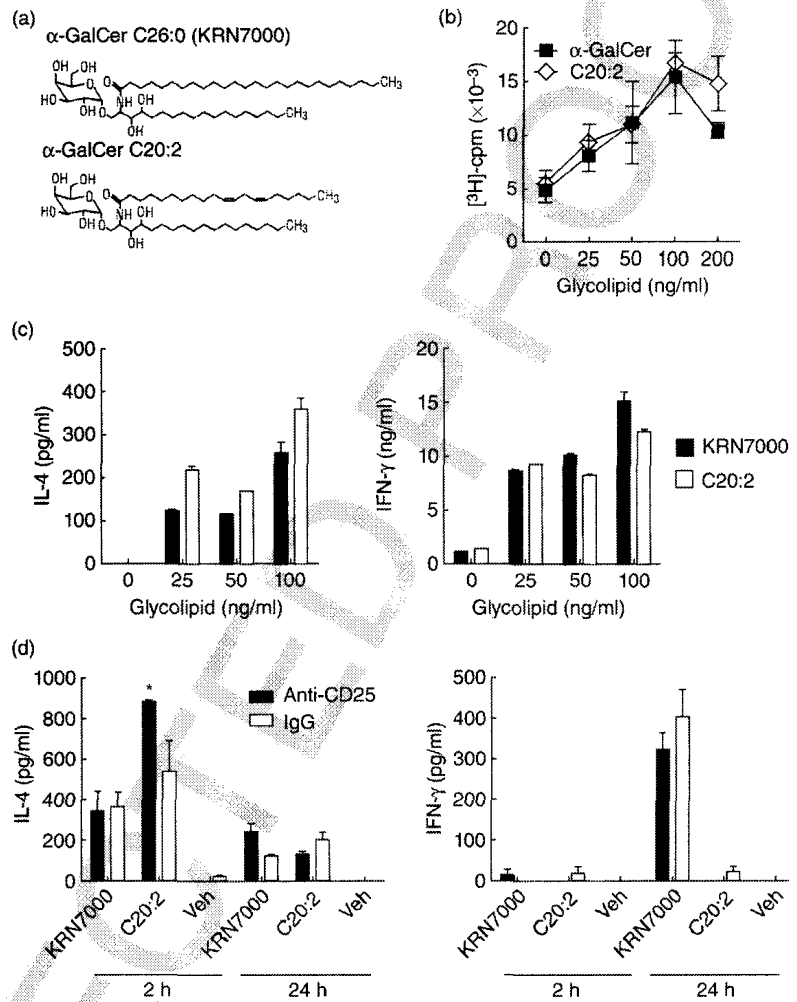 (a)
α-GalCer C26:0 (KRN7000)
OH
OH
O
HO
HO
O
NH
OH
OH
CH3
α-GalCer C20:2
OH
OH
O
HO
HO
O
NH
OH
OH
CH3
CH3
(b)
[³H]-cpm (×10⁻³)
20
15
10
5
0
α-GalCer
C20:2
0 25 50 100 200
Glycolipid (ng/ml)
(c)
IL-4 (pg/ml)
500
400
300
200
100
0
0 25 50 100
Glycolipid (ng/ml)
IFN-γ (ng/ml)
20
15
10
5
0
0 25 50 100
Glycolipid (ng/ml)
KRN7000
C20:2
(d)
IL-4 (pg/ml)
1000
800
600
400
200
0
*
Anti-CD25
IgG
KRN7000 C20:2 Veh KRN7000 C20:2 Veh
2 h 24 h
IFN-γ (pg/ml)
500
400
300
200
100
0
KRN7000 C20:2 Veh KRN7000 C20:2 Veh
2 h 24 h